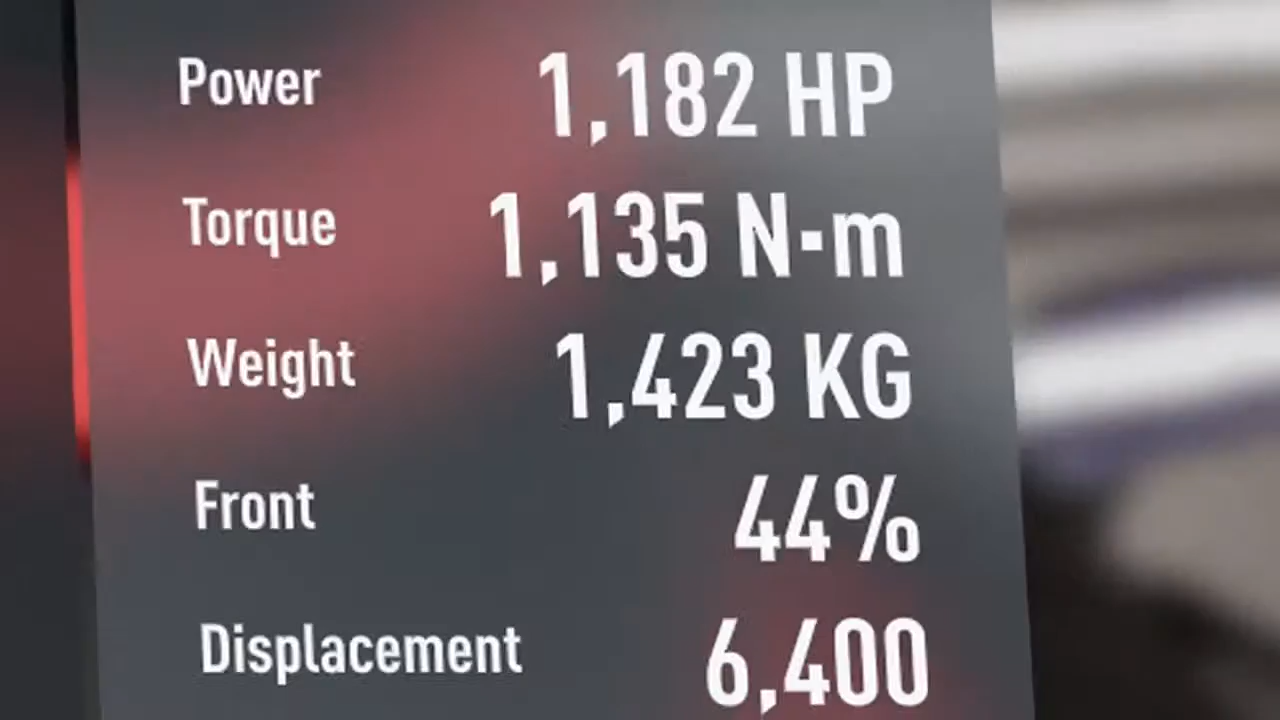 Power 1,182 HP
Torque 1,135 N·m
Weight 1,423 KG
Front 44%
Displacement 6,400